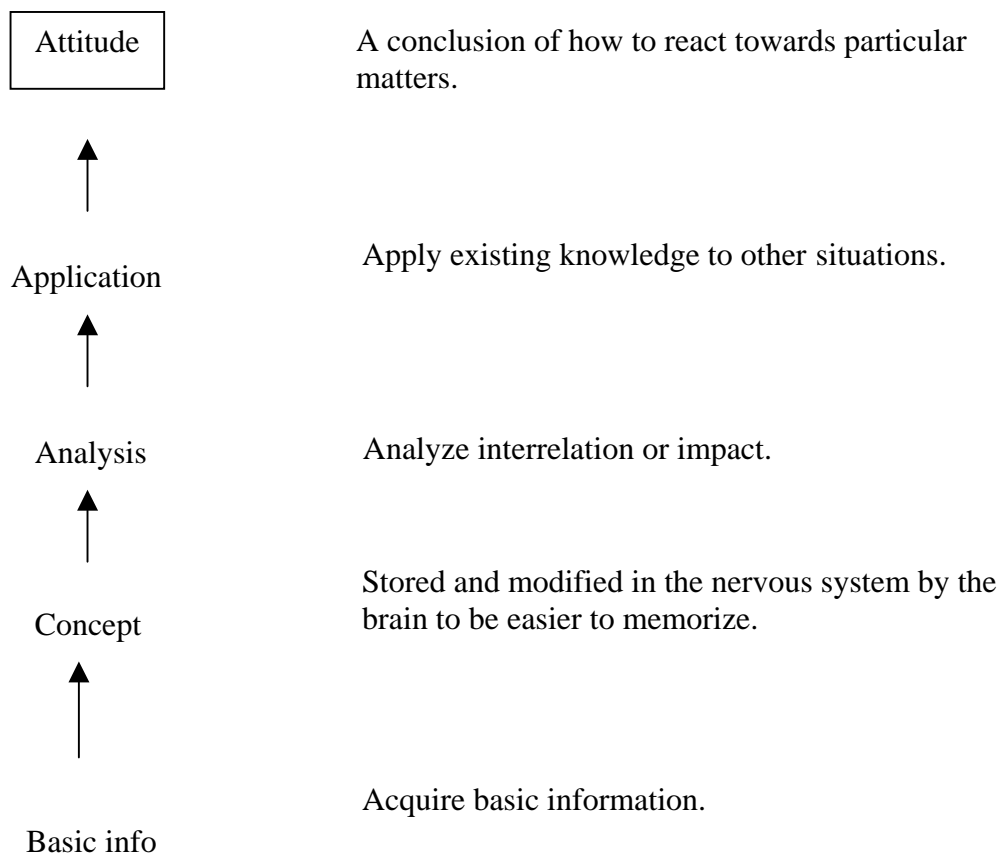 Attitude
A conclusion of how to react towards particular
matters.
Application
Apply existing knowledge to other situations.
Analysis
Analyze interrelation or impact.
Concept
Stored and modified in the nervous system by the
brain to be easier to memorize.
Basic info
Acquire basic information.